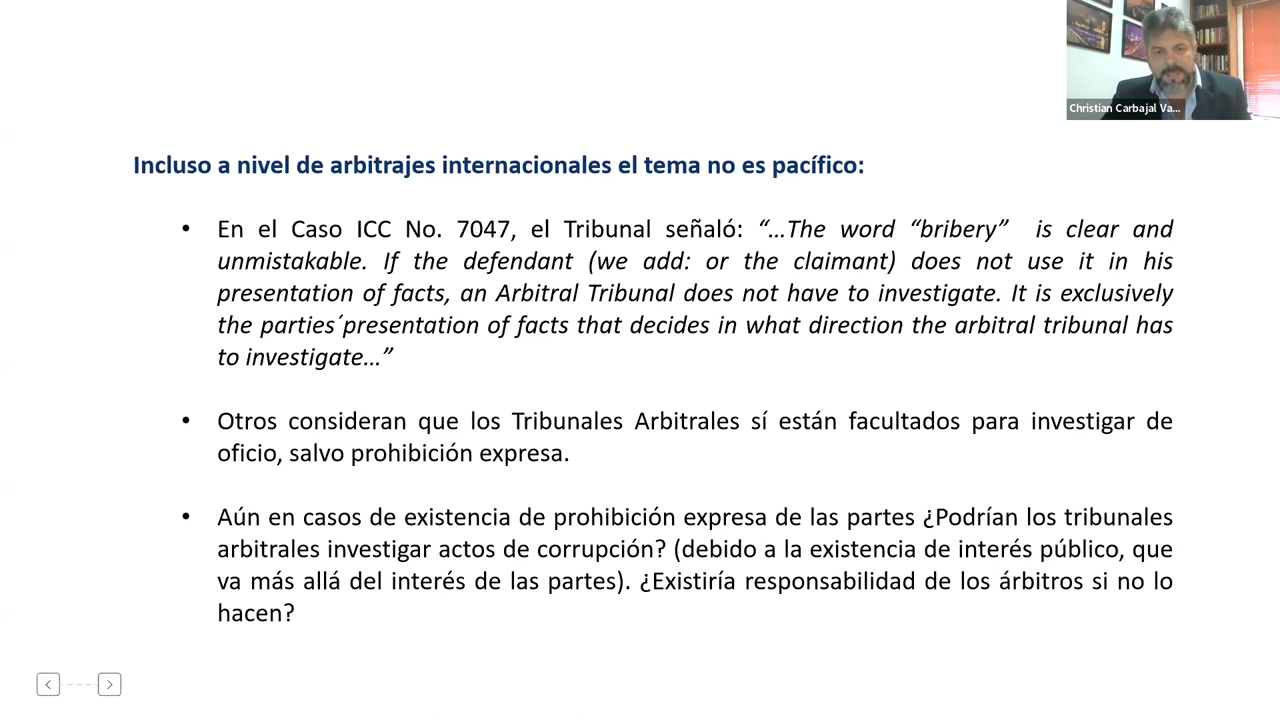 Christian Carbajal Va...
Incluso a nivel de arbitrajes internacionales el tema no es pacífico:
• En el Caso ICC No. 7047, el Tribunal señaló: “…The word “bribery” is clear and
unmistakable. If the defendant (we add: or the claimant) does not use it in his
presentation of facts, an Arbitral Tribunal does not have to investigate. It is exclusively
the parties´presentation of facts that decides in what direction the arbitral tribunal has
to investigate…”
• Otros consideran que los Tribunales Arbitrales sí están facultados para investigar de
oficio, salvo prohibición expresa.
• Aún en casos de existencia de prohibición expresa de las partes ¿Podrían los tribunales
arbitrales investigar actos de corrupción? (debido a la existencia de interés público, que
va más allá del interés de las partes). ¿Existiría responsabilidad de los árbitros si no lo
hacen?